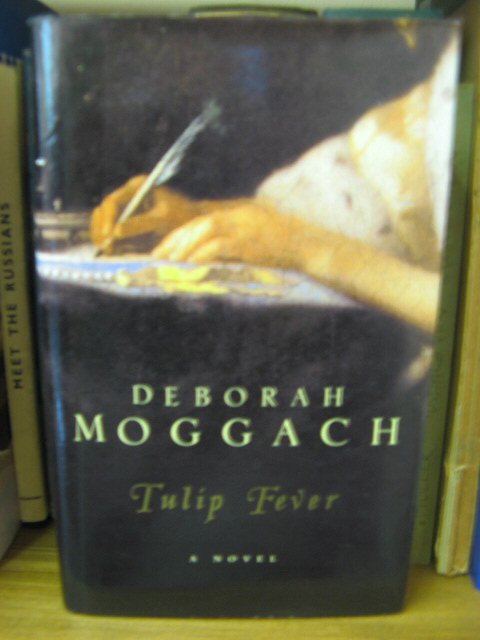 MEET THE RUSSIANS
DEBORAH
MOGGACH
Tulip Fever
A NOVEL